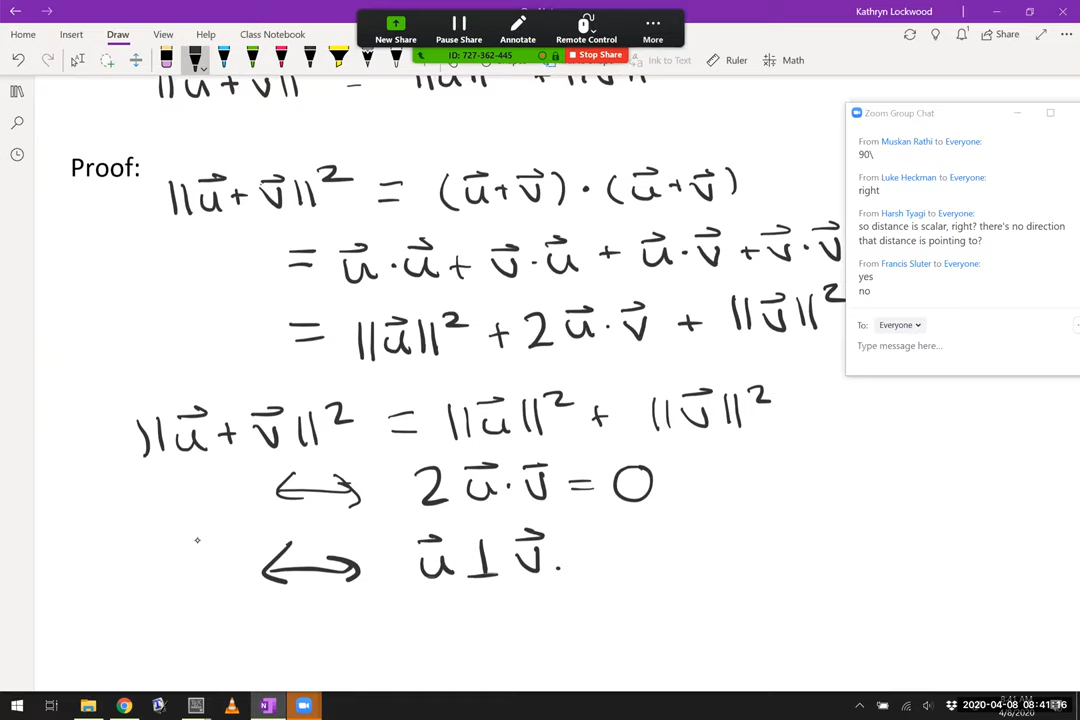 Kathryn Lockwood
New Share
Pause Share
Annotate
Remote Control
More
ID: 727-362-445
Stop Share
Home Insert Draw View Help Class Notebook
Share
Ink to Text
Ruler
Math
Proof:
||u⃗+v⃗||² = (u⃗+v⃗)·(u⃗+v⃗)
= u⃗·u⃗ + v⃗·u⃗ + u⃗·v⃗ + v⃗·v⃗
= ||u⃗||² + 2u⃗·v⃗ + ||v⃗||²
||u⃗+v⃗||² = ||u⃗||² + ||v⃗||²
⟷ 2u⃗·v⃗ = 0
⟷ u⃗ ⊥ v⃗.
Zoom Group Chat
From Muskan Rathi to Everyone:
90\
From Luke Heckman to Everyone:
right
From Harsh Tyagi to Everyone:
so distance is scalar, right? there's no direction
that distance is pointing to?
From Francis Sluter to Everyone:
yes
no
To: Everyone
Type message here...
2020-04-08 08:41:16
4/8/2020